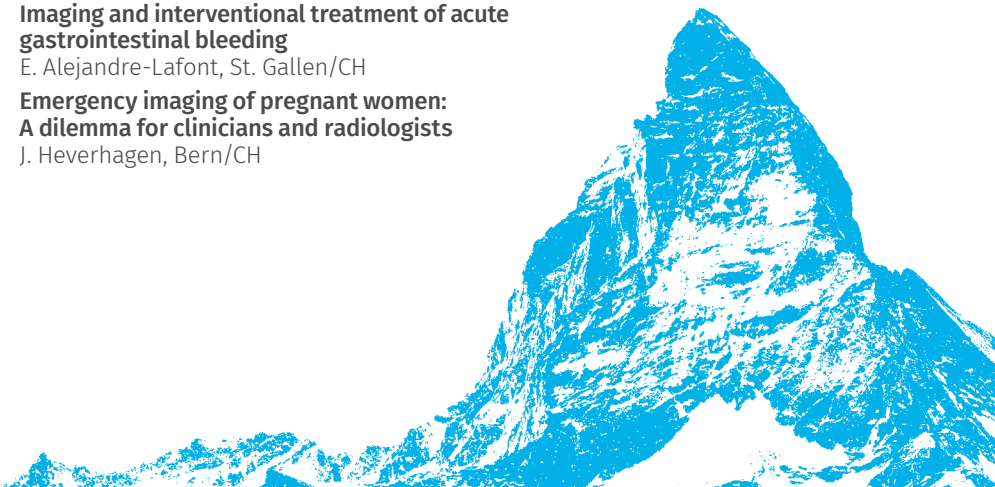 Imaging and interventional treatment of acute
gastrointestinal bleeding
E. Alejandre-Lafont, St. Gallen/CH
Emergency imaging of pregnant women:
A dilemma for clinicians and radiologists
J. Heverhagen, Bern/CH